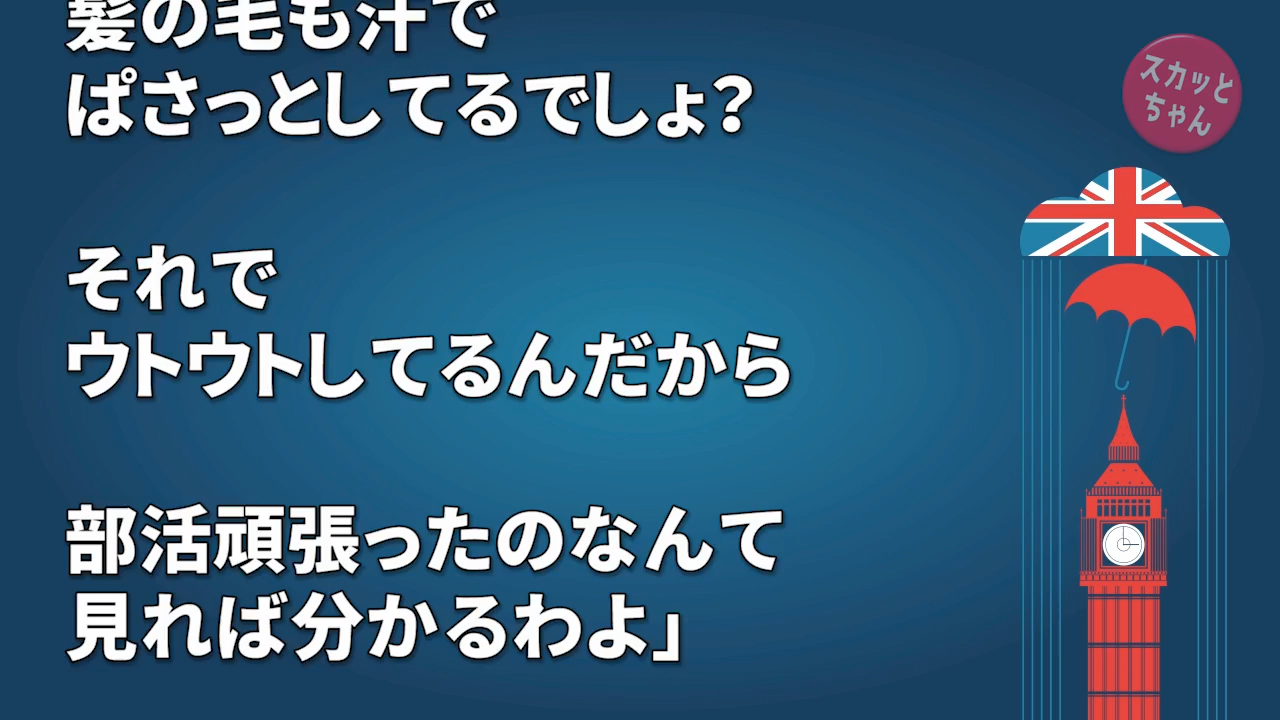 髪の毛も汗で
ぱさっとしてるでしょ？
それで
ウトウトしてるんだから
部活頑張ったのなんて
見れば分かるわよ」
スカッと
ちゃん